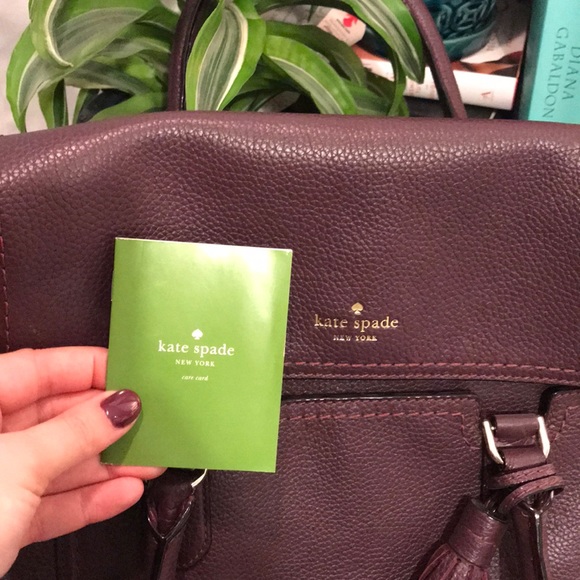 DIANA
GABALDON
kate spade
NEW YORK
care card
kate spade
NEW YORK